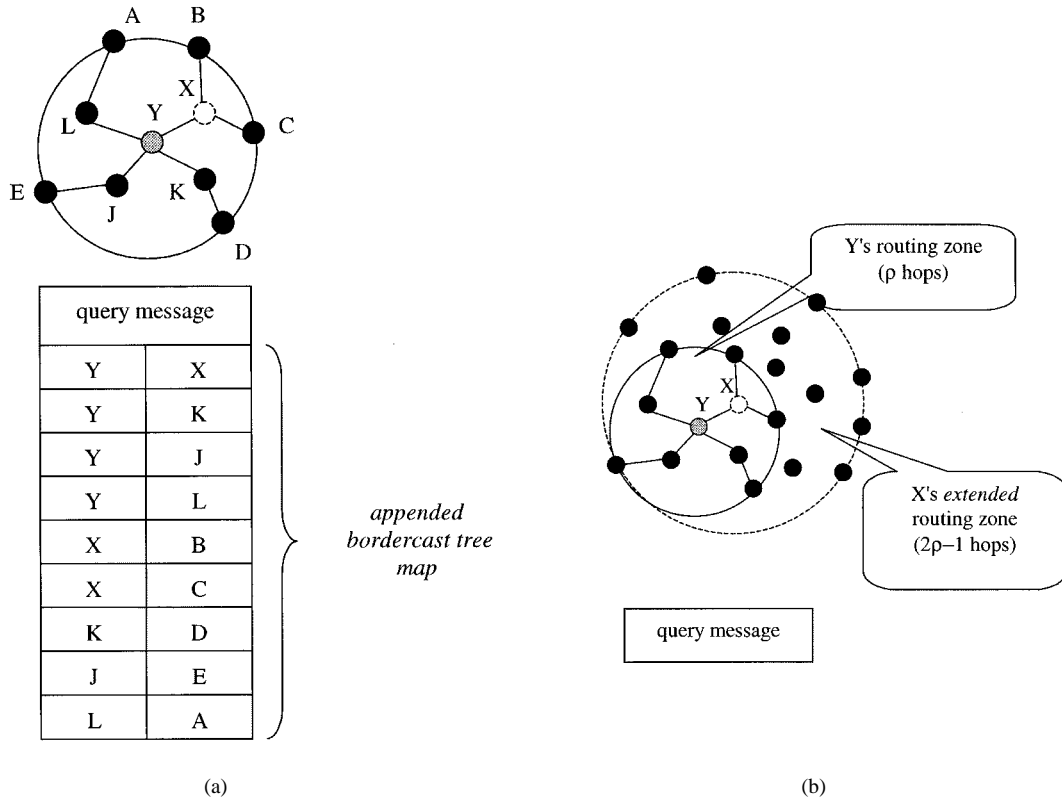 A
B
X
Y
L
C
E
J
K
D
query message
Y X
Y K
Y J
Y L
X B
X C
K D
J E
L A
appended
bordercast tree
map
(a)
Y's routing zone
(ρ hops)
X
Y
X's extended
routing zone
(2ρ−1 hops)
query message
(b)